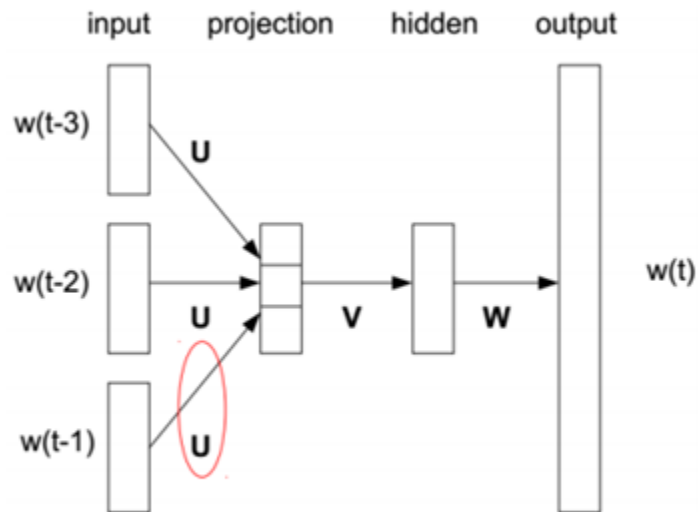 input projection hidden output
w(t-3)
U
w(t-2) w(t)
U V W
w(t-1) U